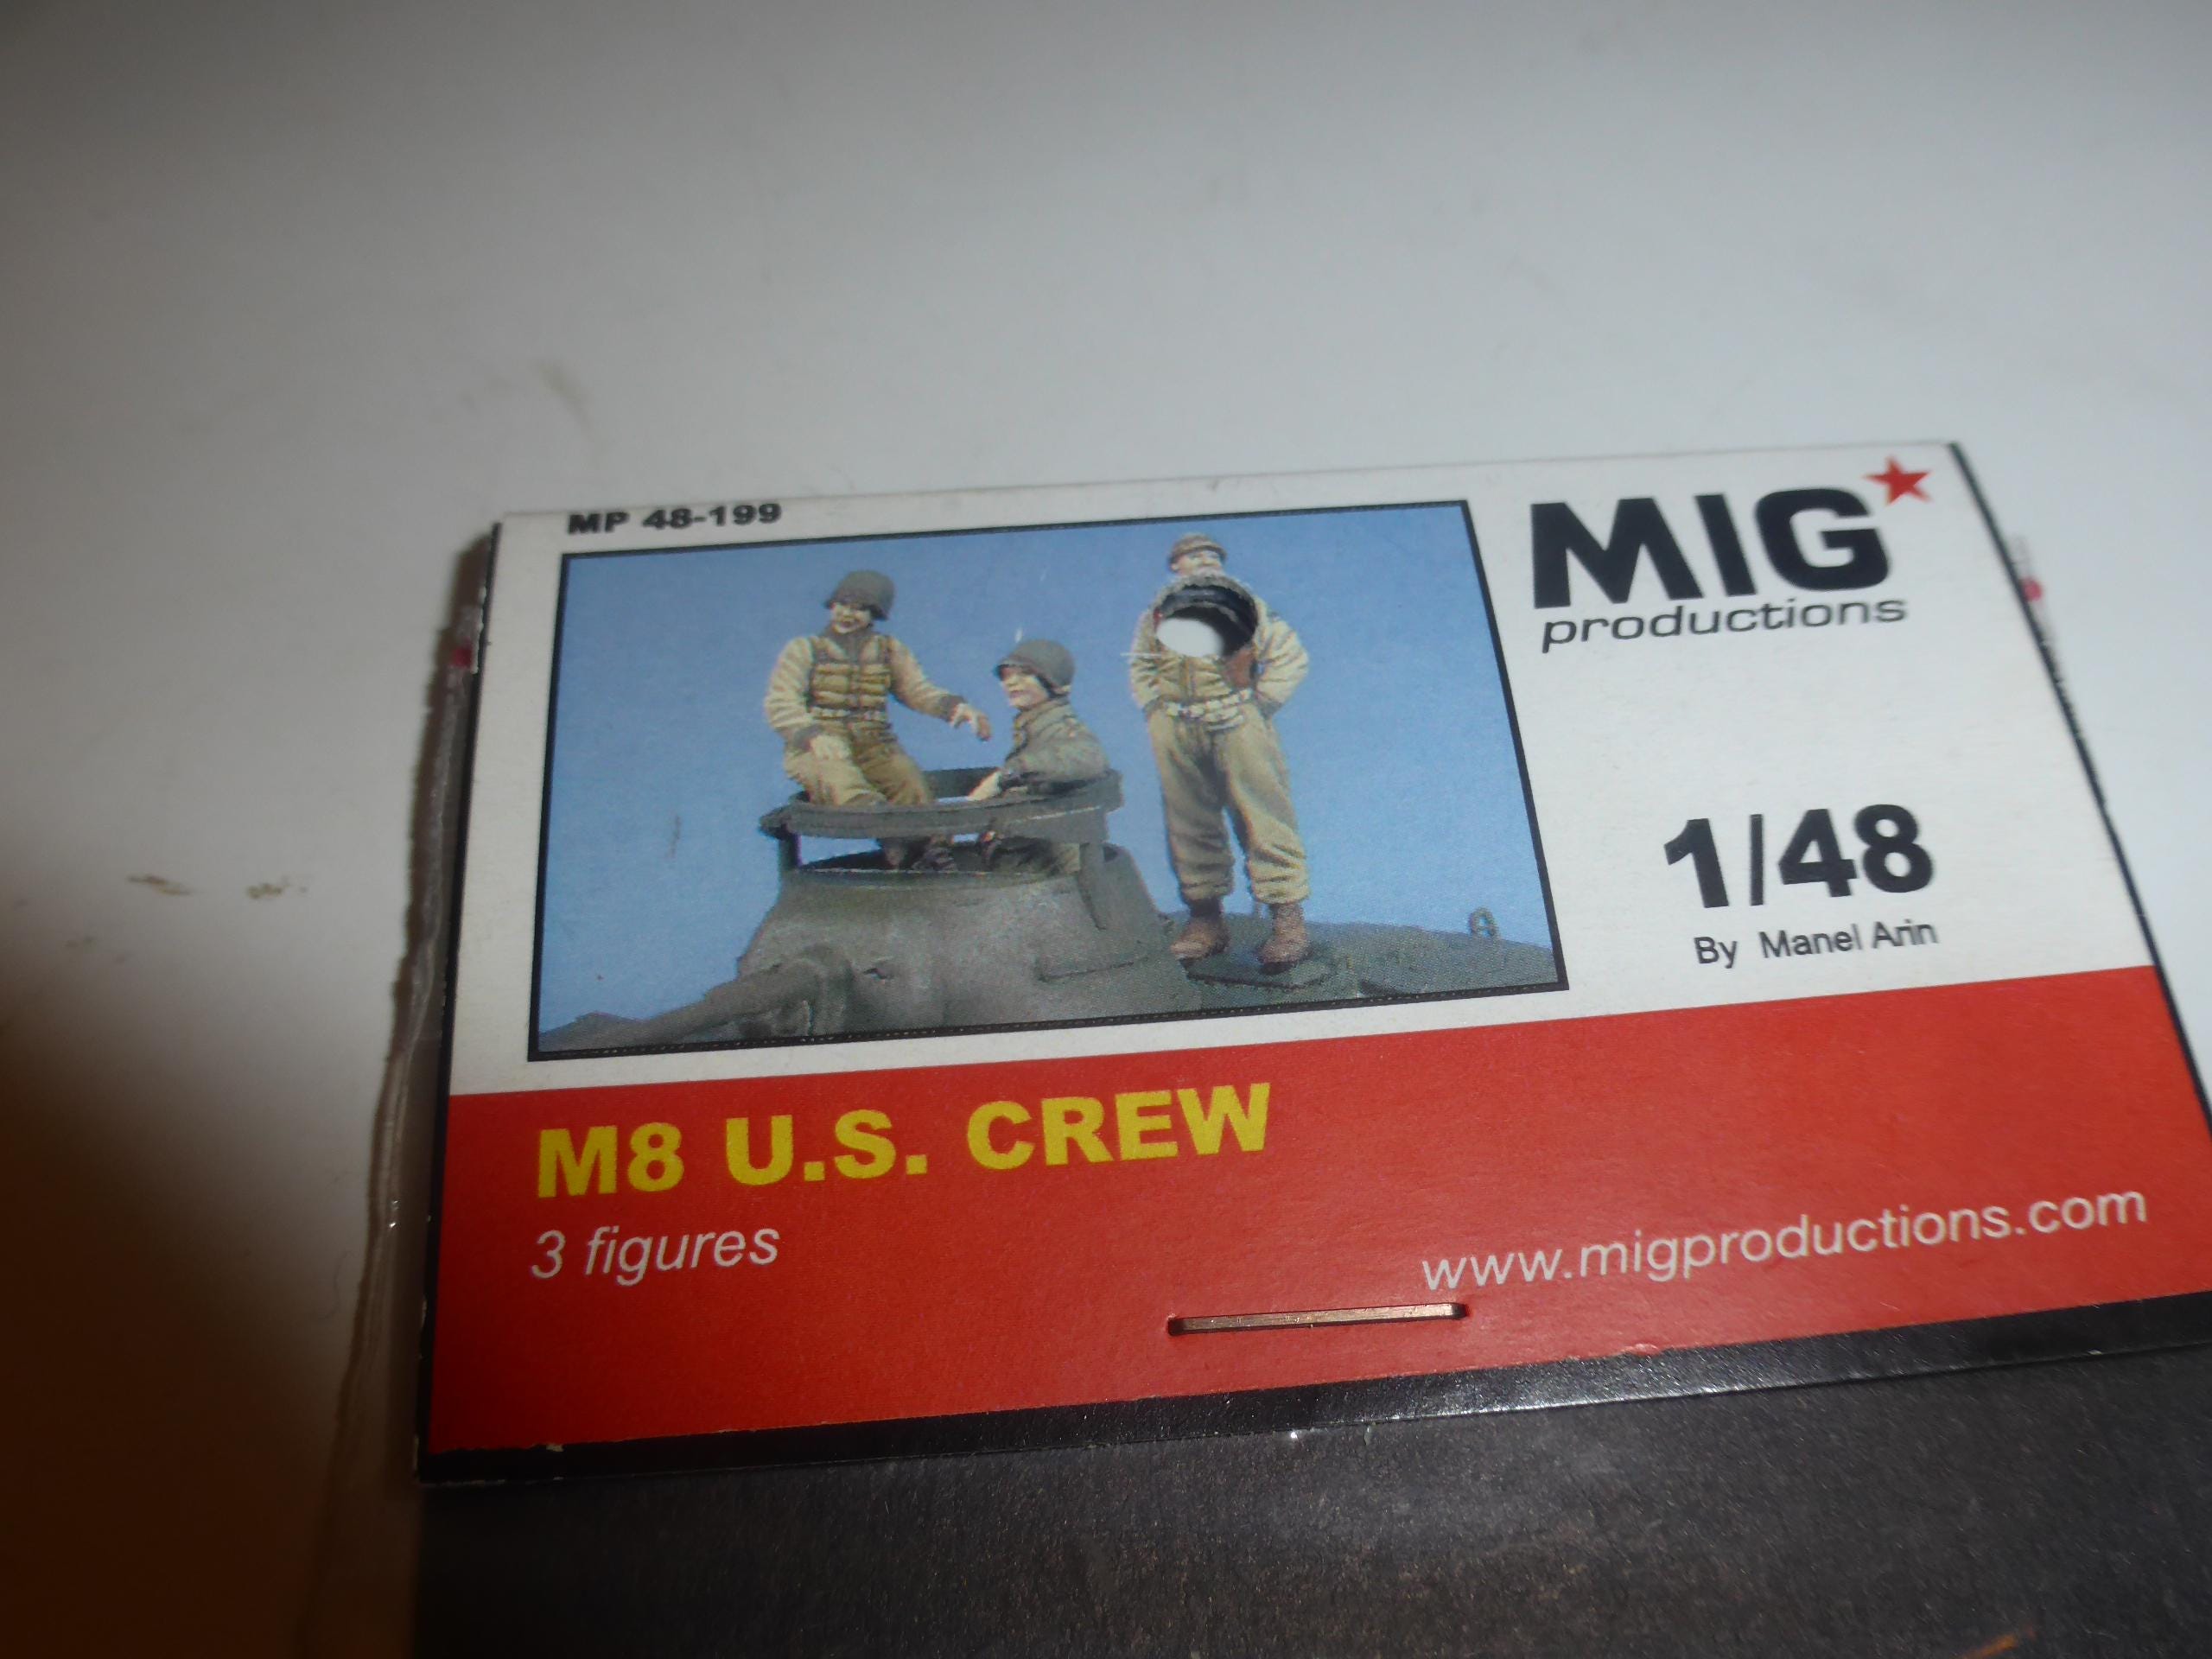 MP 48-199
MIG
productions
1/48
By Manel Arin
M8 U.S. CREW
3 figures
www.migproductions.com